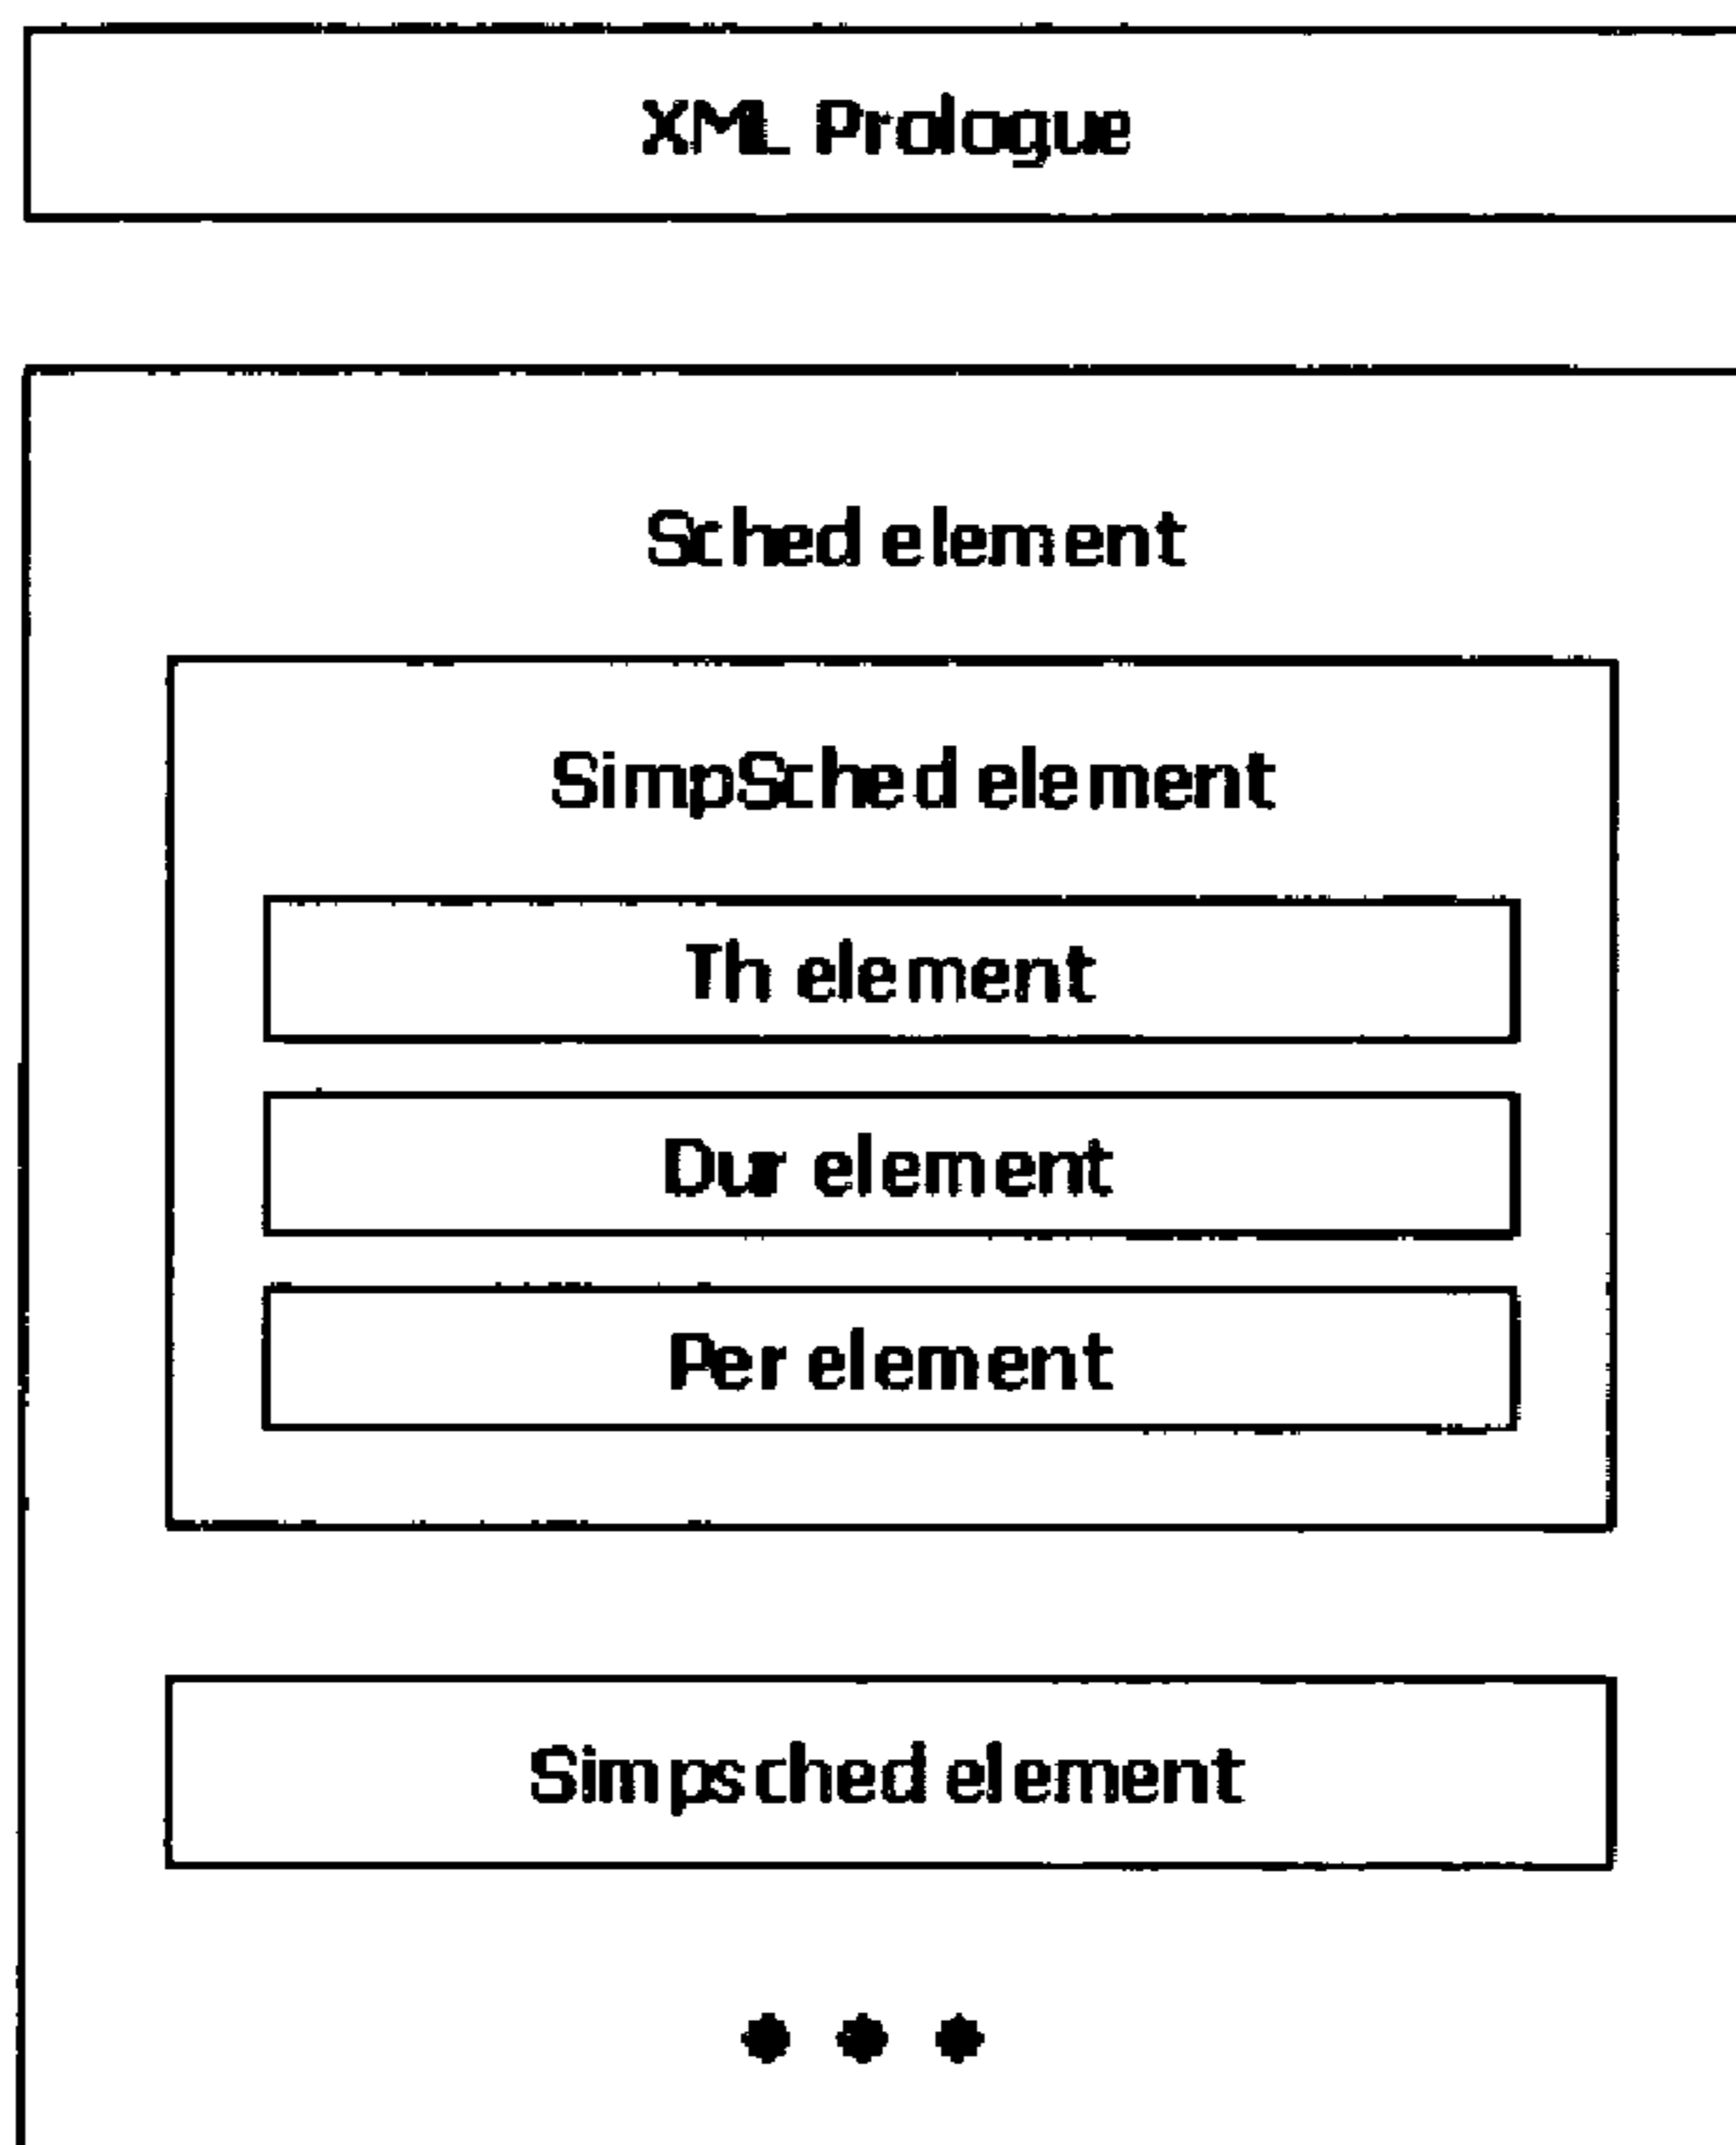 XML Prologue
Sched element
SimpSched element
Th element
Dur element
Per element
Simpsched element